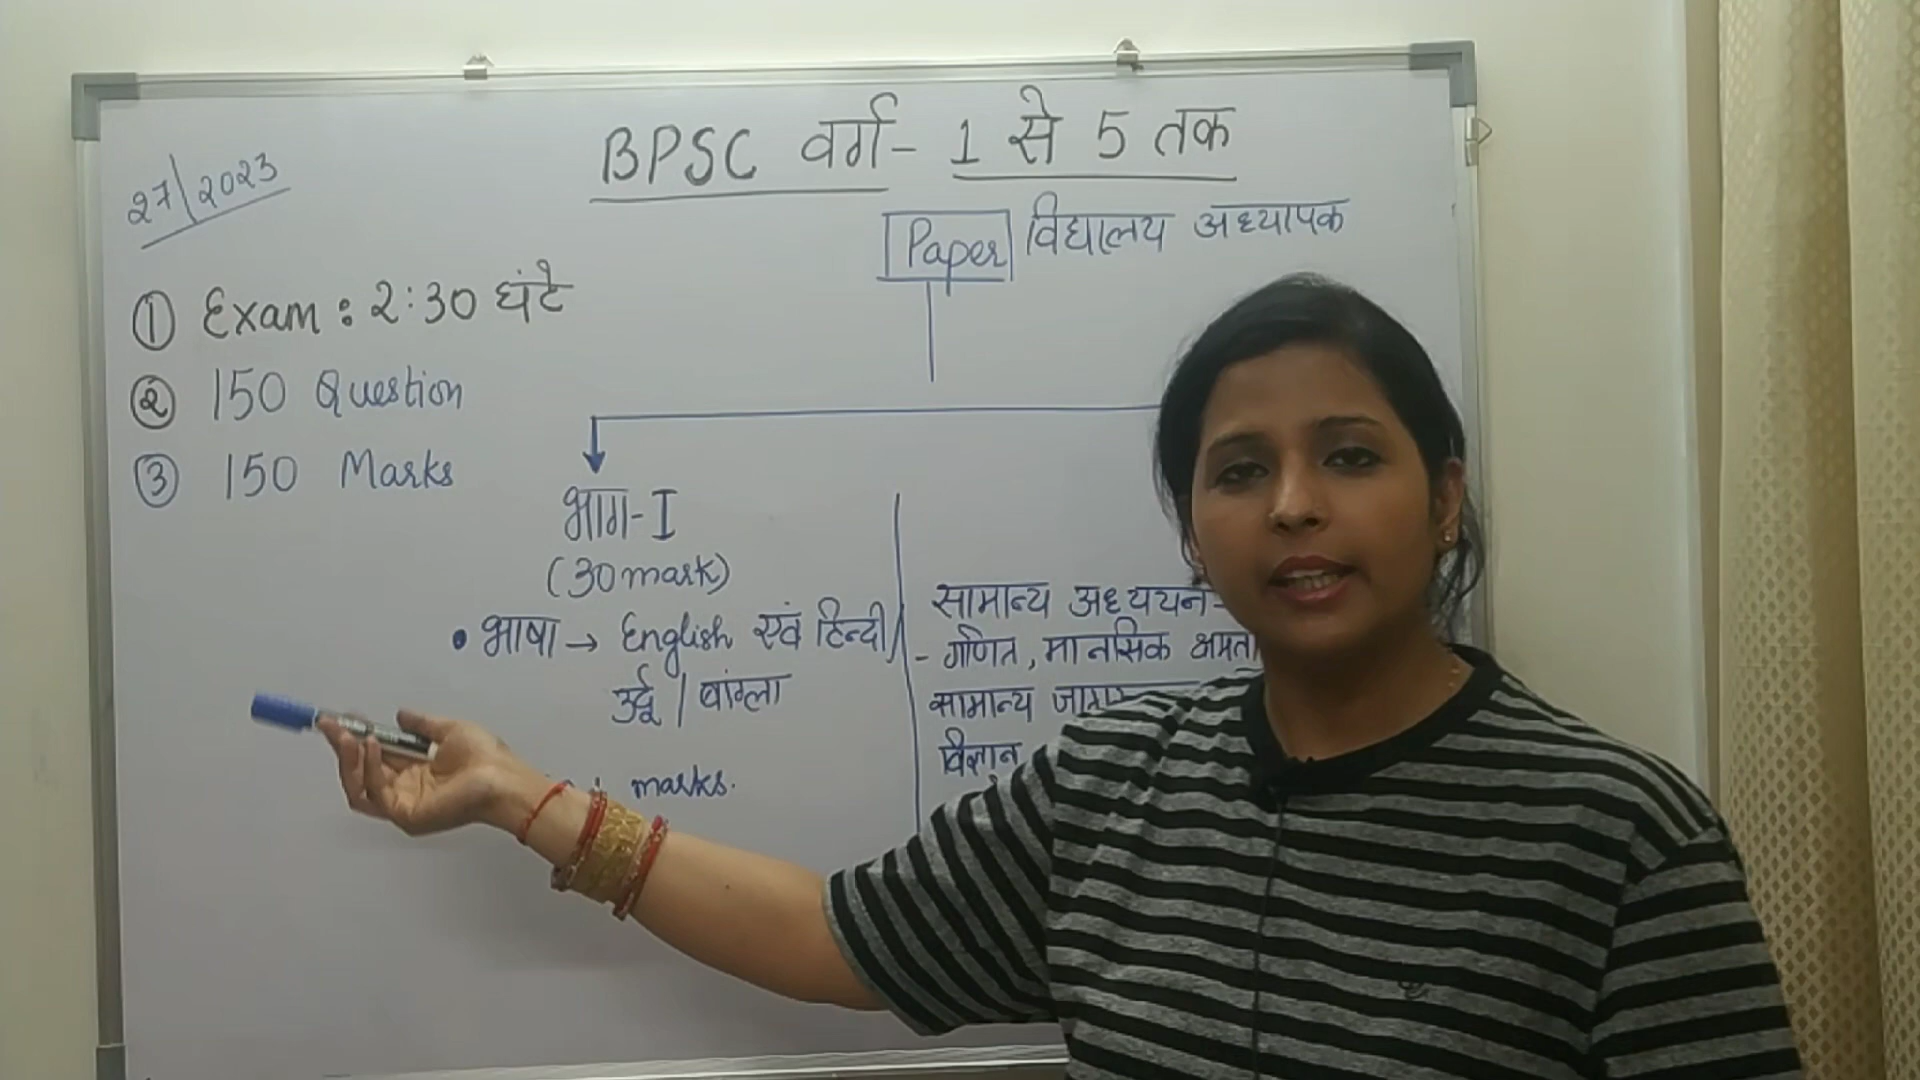 BPSC वर्ग- 1 से 5 तक
27/2023
Paper विद्यालय अध्यापक
① Exam : 2:30 घंटे
② 150 Question
③ 150 Marks
भाग-I
(30 mark)
• भाषा → English एवं हिन्दी/
उर्दू / बांग्ला
marks.
सामान्य अध्ययन-
- गणित, मानसिक क्षमता
सामान्य
विज्ञान